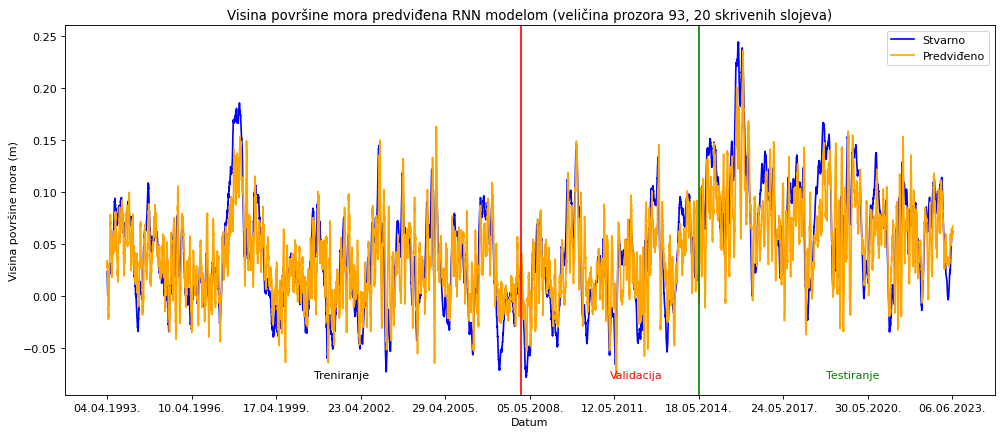 Visina površine mora predviđena RNN modelom (veličina prozora 93, 20 skrivenih slojeva)
Stvarno
Predviđeno
Visina površine mora (m)
0.25
0.20
0.15
0.10
0.05
0.00
−0.05
Treniranje
Validacija
Testiranje
04.04.1993.
10.04.1996.
17.04.1999.
23.04.2002.
29.04.2005.
05.05.2008.
12.05.2011.
18.05.2014.
24.05.2017.
30.05.2020.
06.06.2023.
Datum